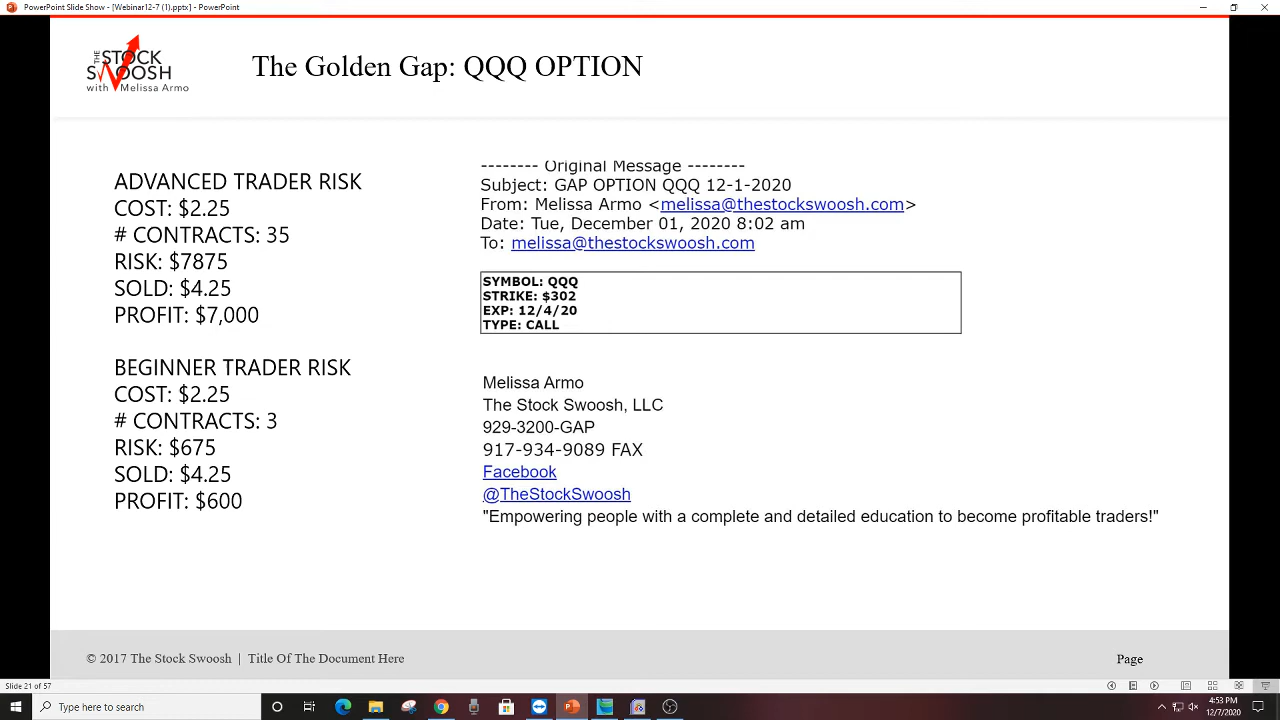 PowerPoint Slide Show - [Webinar12-7 (1).pptx] - PowerPoint
THE STOCK SWOOSH
with Melissa Armo
The Golden Gap: QQQ OPTION
ADVANCED TRADER RISK
COST: $2.25
# CONTRACTS: 35
RISK: $7875
SOLD: $4.25
PROFIT: $7,000
BEGINNER TRADER RISK
COST: $2.25
# CONTRACTS: 3
RISK: $675
SOLD: $4.25
PROFIT: $600
-------- Original Message --------
Subject: GAP OPTION QQQ 12-1-2020
From: Melissa Armo <melissa@thestockswoosh.com>
Date: Tue, December 01, 2020 8:02 am
To: melissa@thestockswoosh.com
SYMBOL: QQQ
STRIKE: $302
EXP: 12/4/20
TYPE: CALL
Melissa Armo
The Stock Swoosh, LLC
929-3200-GAP
917-934-9089 FAX
Facebook
@TheStockSwoosh
"Empowering people with a complete and detailed education to become profitable traders!"
© 2017 The Stock Swoosh | Title Of The Document Here
Page
Slide 21 of 57
Type here to search
4:53 PM
12/7/2020